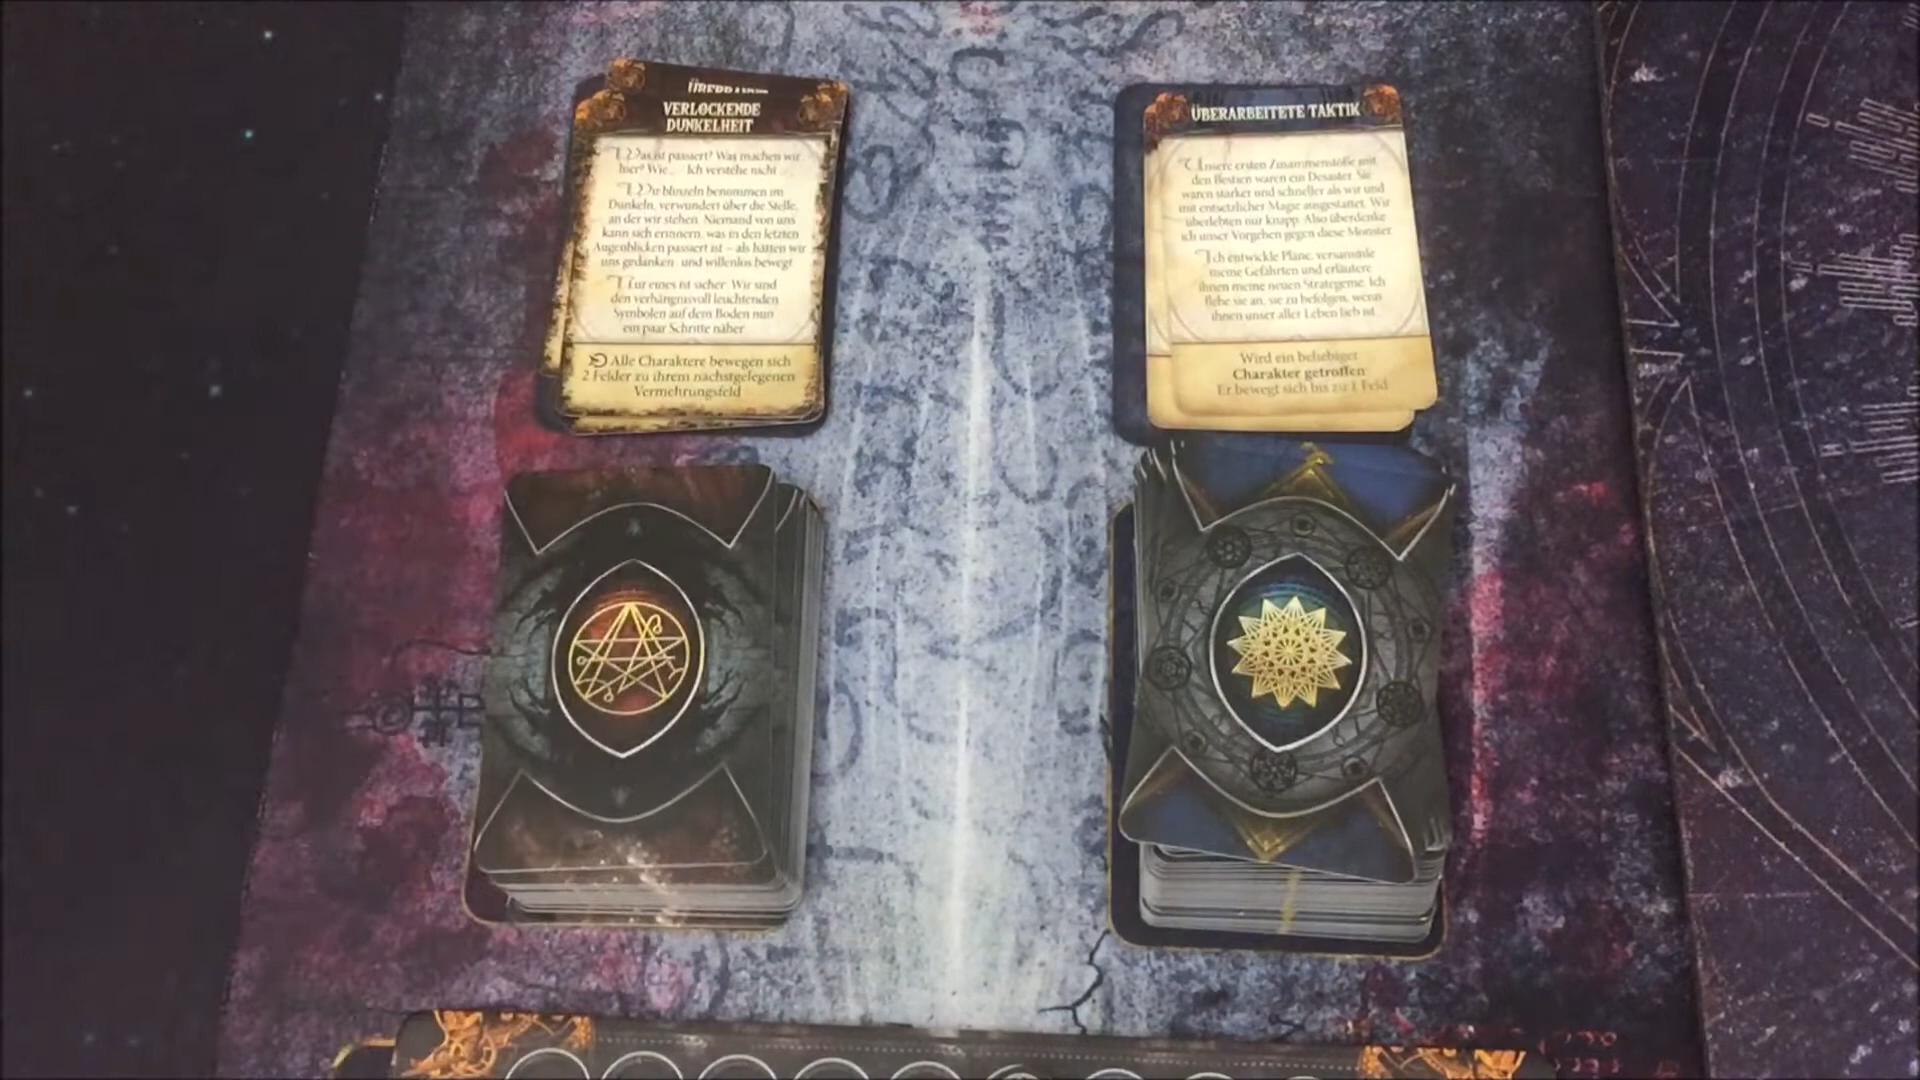 VERLOCKENDE
DUNKELHEIT
Was ist passiert? Was machen wir
hier? Wie... Ich verstehe nicht...
Wir blinzeln benommen im
Dunkeln, verwundert über die Stelle,
an der wir stehen. Niemand von uns
kann sich erinnern, was in den letzten
Augenblicken passiert ist – als hätten wir
uns gedanken- und willenlos bewegt.
Nur eines ist sicher: Wir sind
den verhängnisvoll leuchtenden
Symbolen auf dem Boden nun
ein paar Schritte näher.
Alle Charaktere bewegen sich
2 Felder zu ihrem nächstgelegenen
Vermehrungsfeld
ÜBERARBEITETE TAKTIK
Unsere ersten Zusammenstöße mit
den Bestien waren ein Desaster. Sie
waren stärker und schneller als wir und
mit entsetzlicher Magie ausgestattet. Wir
überlebten nur knapp. Also überdenke
ich unser Vorgehen gegen diese Monster.
Ich entwickle Pläne, versammle
meine Gefährten und erläutere
ihnen meine neuen Strategeme. Ich
flehe sie an, sie zu befolgen, wenn
ihnen unser aller Leben lieb ist.
Wird ein beliebiger
Charakter getroffen:
Er bewegt sich bis zu 1 Feld